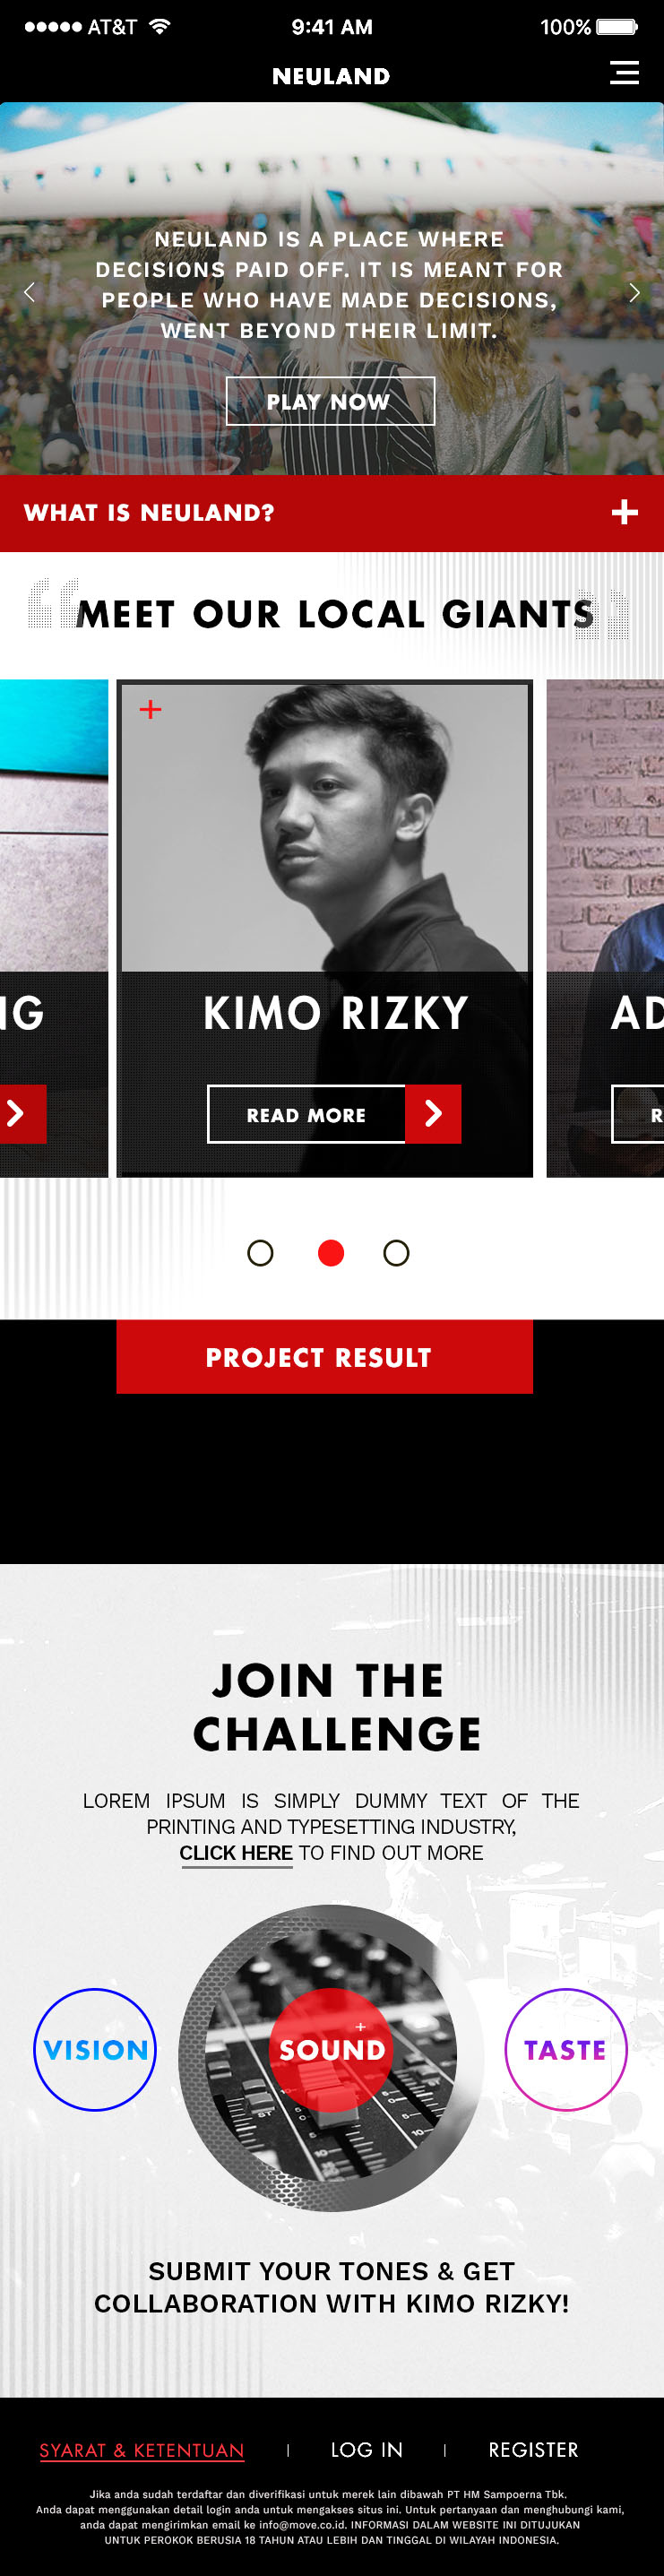 AT&T 9:41 AM 100%
NEULAND
NEULAND IS A PLACE WHERE
DECISIONS PAID OFF. IT IS MEANT FOR
PEOPLE WHO HAVE MADE DECISIONS,
WENT BEYOND THEIR LIMIT.
PLAY NOW
WHAT IS NEULAND?
MEET OUR LOCAL GIANTS
NG KIMO RIZKY AD
READ MORE R
PROJECT RESULT
JOIN THE
CHALLENGE
LOREM IPSUM IS SIMPLY DUMMY TEXT OF THE
PRINTING AND TYPESETTING INDUSTRY,
CLICK HERE TO FIND OUT MORE
VISION SOUND TASTE
SUBMIT YOUR TONES & GET
COLLABORATION WITH KIMO RIZKY!
SYARAT & KETENTUAN | LOG IN | REGISTER
Jika anda sudah terdaftar dan diverifikasi untuk merek lain dibawah PT HM Sampoerna Tbk.
Anda dapat menggunakan detail login anda untuk mengakses situs ini. Untuk pertanyaan dan menghubungi kami,
anda dapat mengirimkan email ke info@move.co.id. INFORMASI DALAM WEBSITE INI DITUJUKAN
UNTUK PEROKOK BERUSIA 18 TAHUN ATAU LEBIH DAN TINGGAL DI WILAYAH INDONESIA.